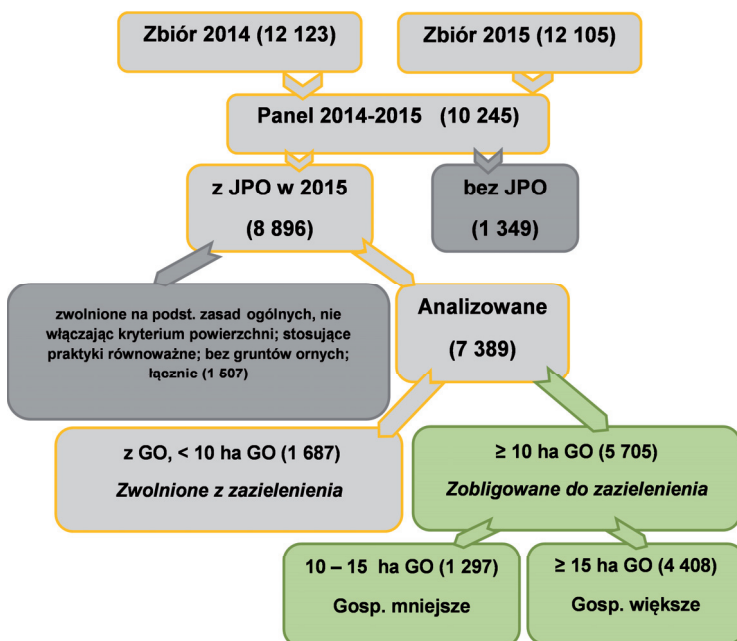 Zbiór 2014 (12 123)
Zbiór 2015 (12 105)
Panel 2014-2015 (10 245)
z JPO w 2015
(8 896)
bez JPO
(1 349)
zwolnione na podst. zasad ogólnych, nie
włączając kryterium powierzchni; stosujące
praktyki równoważne; bez gruntów ornych;
łącznic (1 507)
Analizowane
(7 389)
z GO, < 10 ha GO (1 687)
Zwolnione z zazielenienia
≥ 10 ha GO (5 705)
Zobligowane do zazielenienia
10 – 15 ha GO (1 297)
Gosp. mniejsze
≥ 15 ha GO (4 408)
Gosp. większe